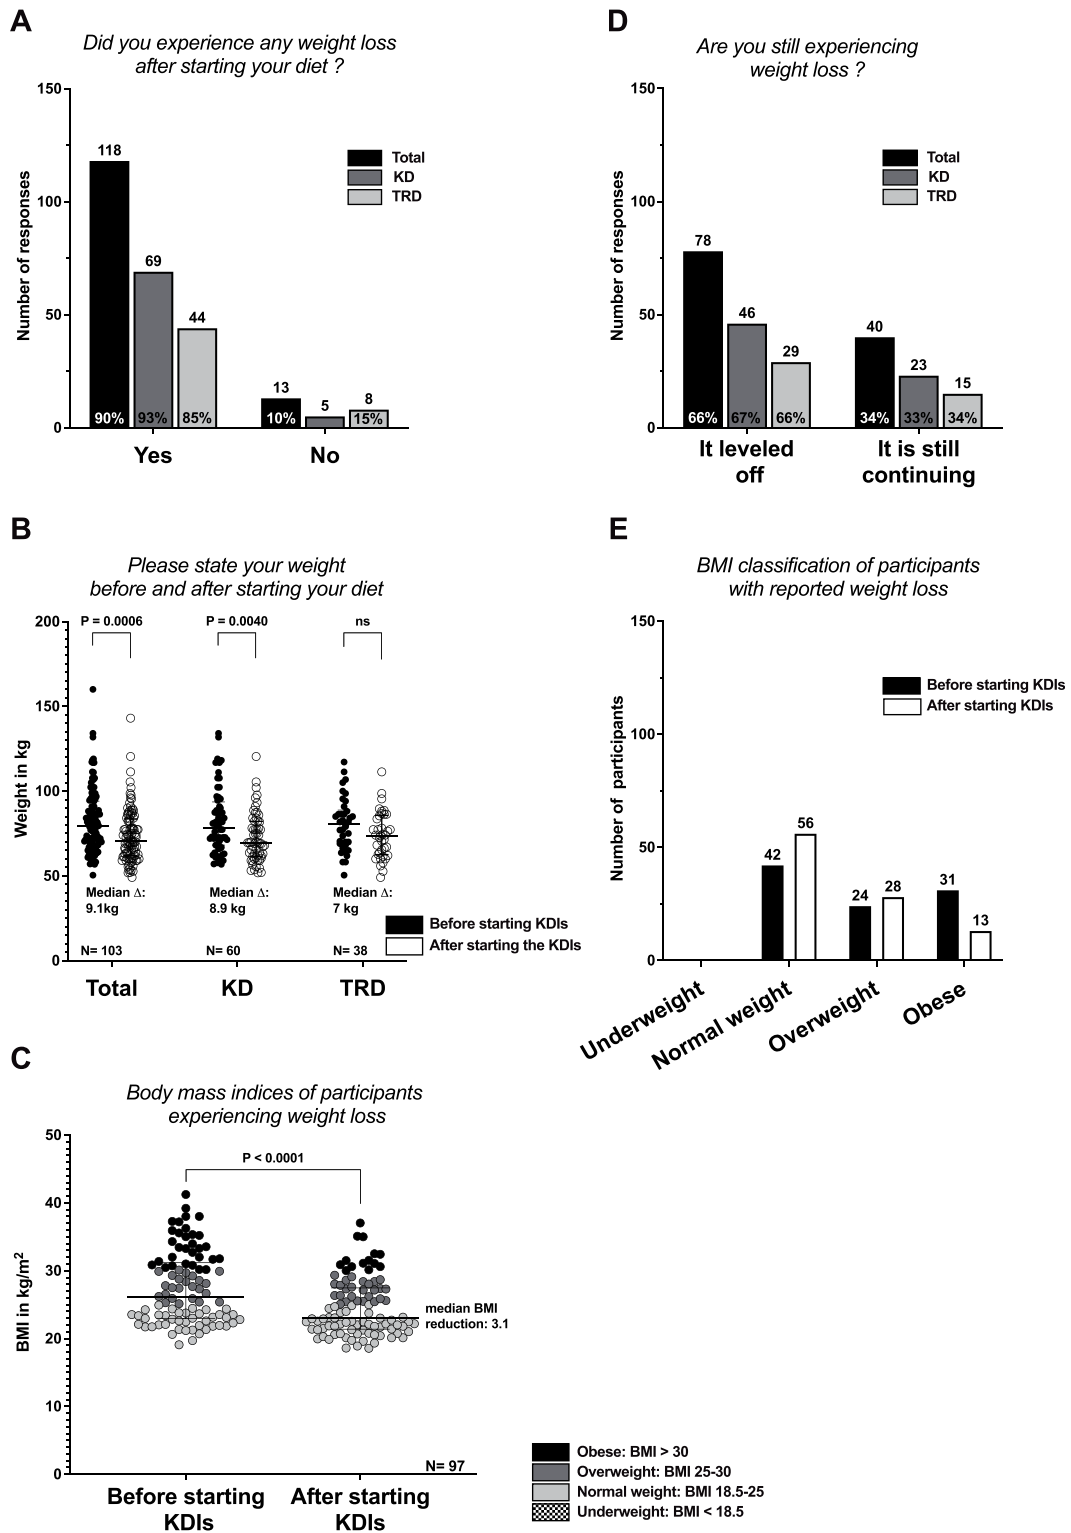 A
Did you experience any weight loss
after starting your diet ?
150
100
50
0
Number of responses
118
69
44
13
5
8
90%
93%
85%
10%
15%
Total
KD
TRD
Yes
No
D
Are you still experiencing
weight loss ?
150
100
50
0
Number of responses
78
46
29
40
23
15
66%
67%
66%
34%
33%
34%
Total
KD
TRD
It leveled
off
It is still
continuing
B
Please state your weight
before and after starting your diet
200
150
100
50
0
Weight in kg
P = 0.0006
P = 0.0040
ns
Median Δ:
9.1kg
Median Δ:
8.9 kg
Median Δ:
7 kg
N= 103
N= 60
N= 38
Before starting KDIs
After starting the KDIs
Total
KD
TRD
E
BMI classification of participants
with reported weight loss
150
100
50
0
Number of participants
Before starting KDIs
After starting KDIs
42
56
24
28
31
13
Underweight
Normal weight
Overweight
Obese
C
Body mass indices of participants
experiencing weight loss
50
40
30
20
10
0
BMI in kg/m²
P < 0.0001
median BMI
reduction: 3.1
N= 97
Before starting
KDIs
After starting
KDIs
Obese: BMI > 30
Overweight: BMI 25-30
Normal weight: BMI 18.5-25
Underweight: BMI < 18.5